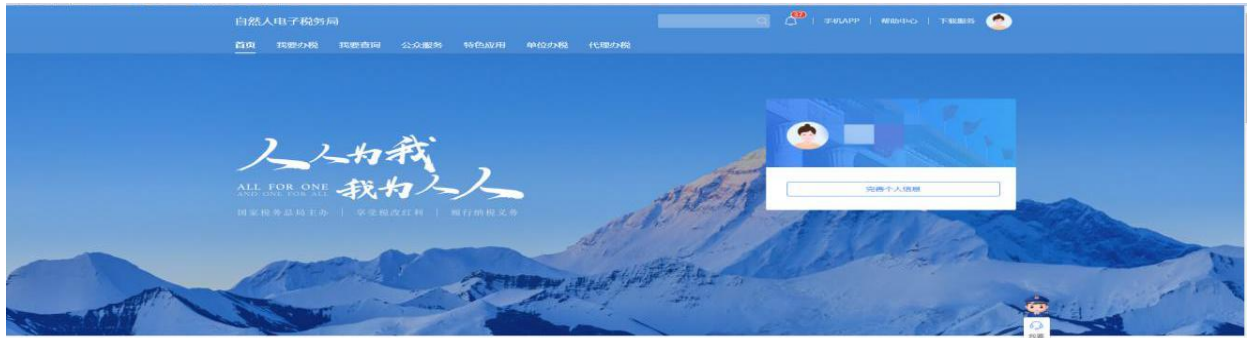 自然人电子税务局
37 | 手机APP | 帮助中心 | 下载服务
首页 我要办税 我要查询 公众服务 特色应用 单位办税 代理办税
人人为我
ALL FOR ONE
AND ONE FOR ALL
我为人人
国家税务总局主办 | 享受税改红利 | 履行纳税义务
完善个人信息